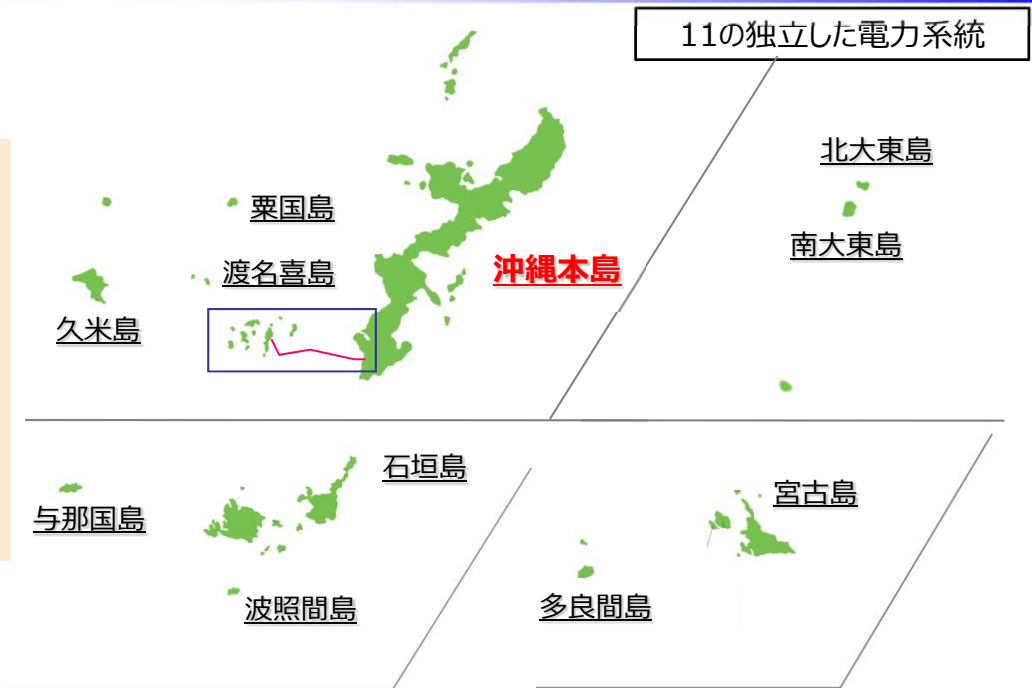 11の独立した電力系統
北大東島
粟国島
南大東島
沖縄本島
渡名喜島
久米島
石垣島
宮古島
与那国島
波照間島
多良間島